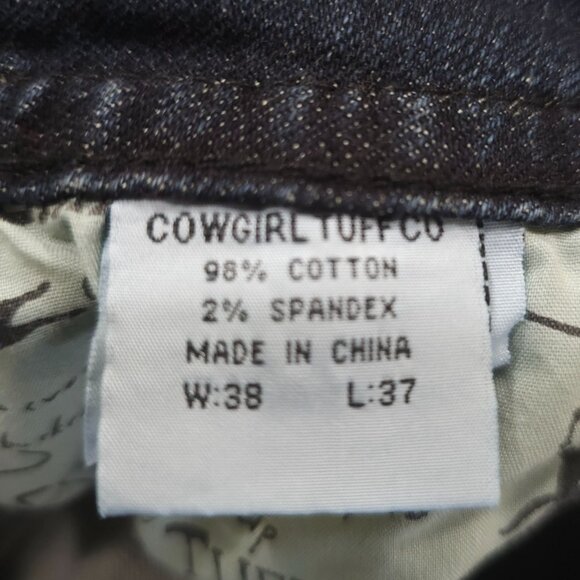 COWGIRL TUFF CO
98% COTTON
2% SPANDEX
MADE IN CHINA
W:38 L:37